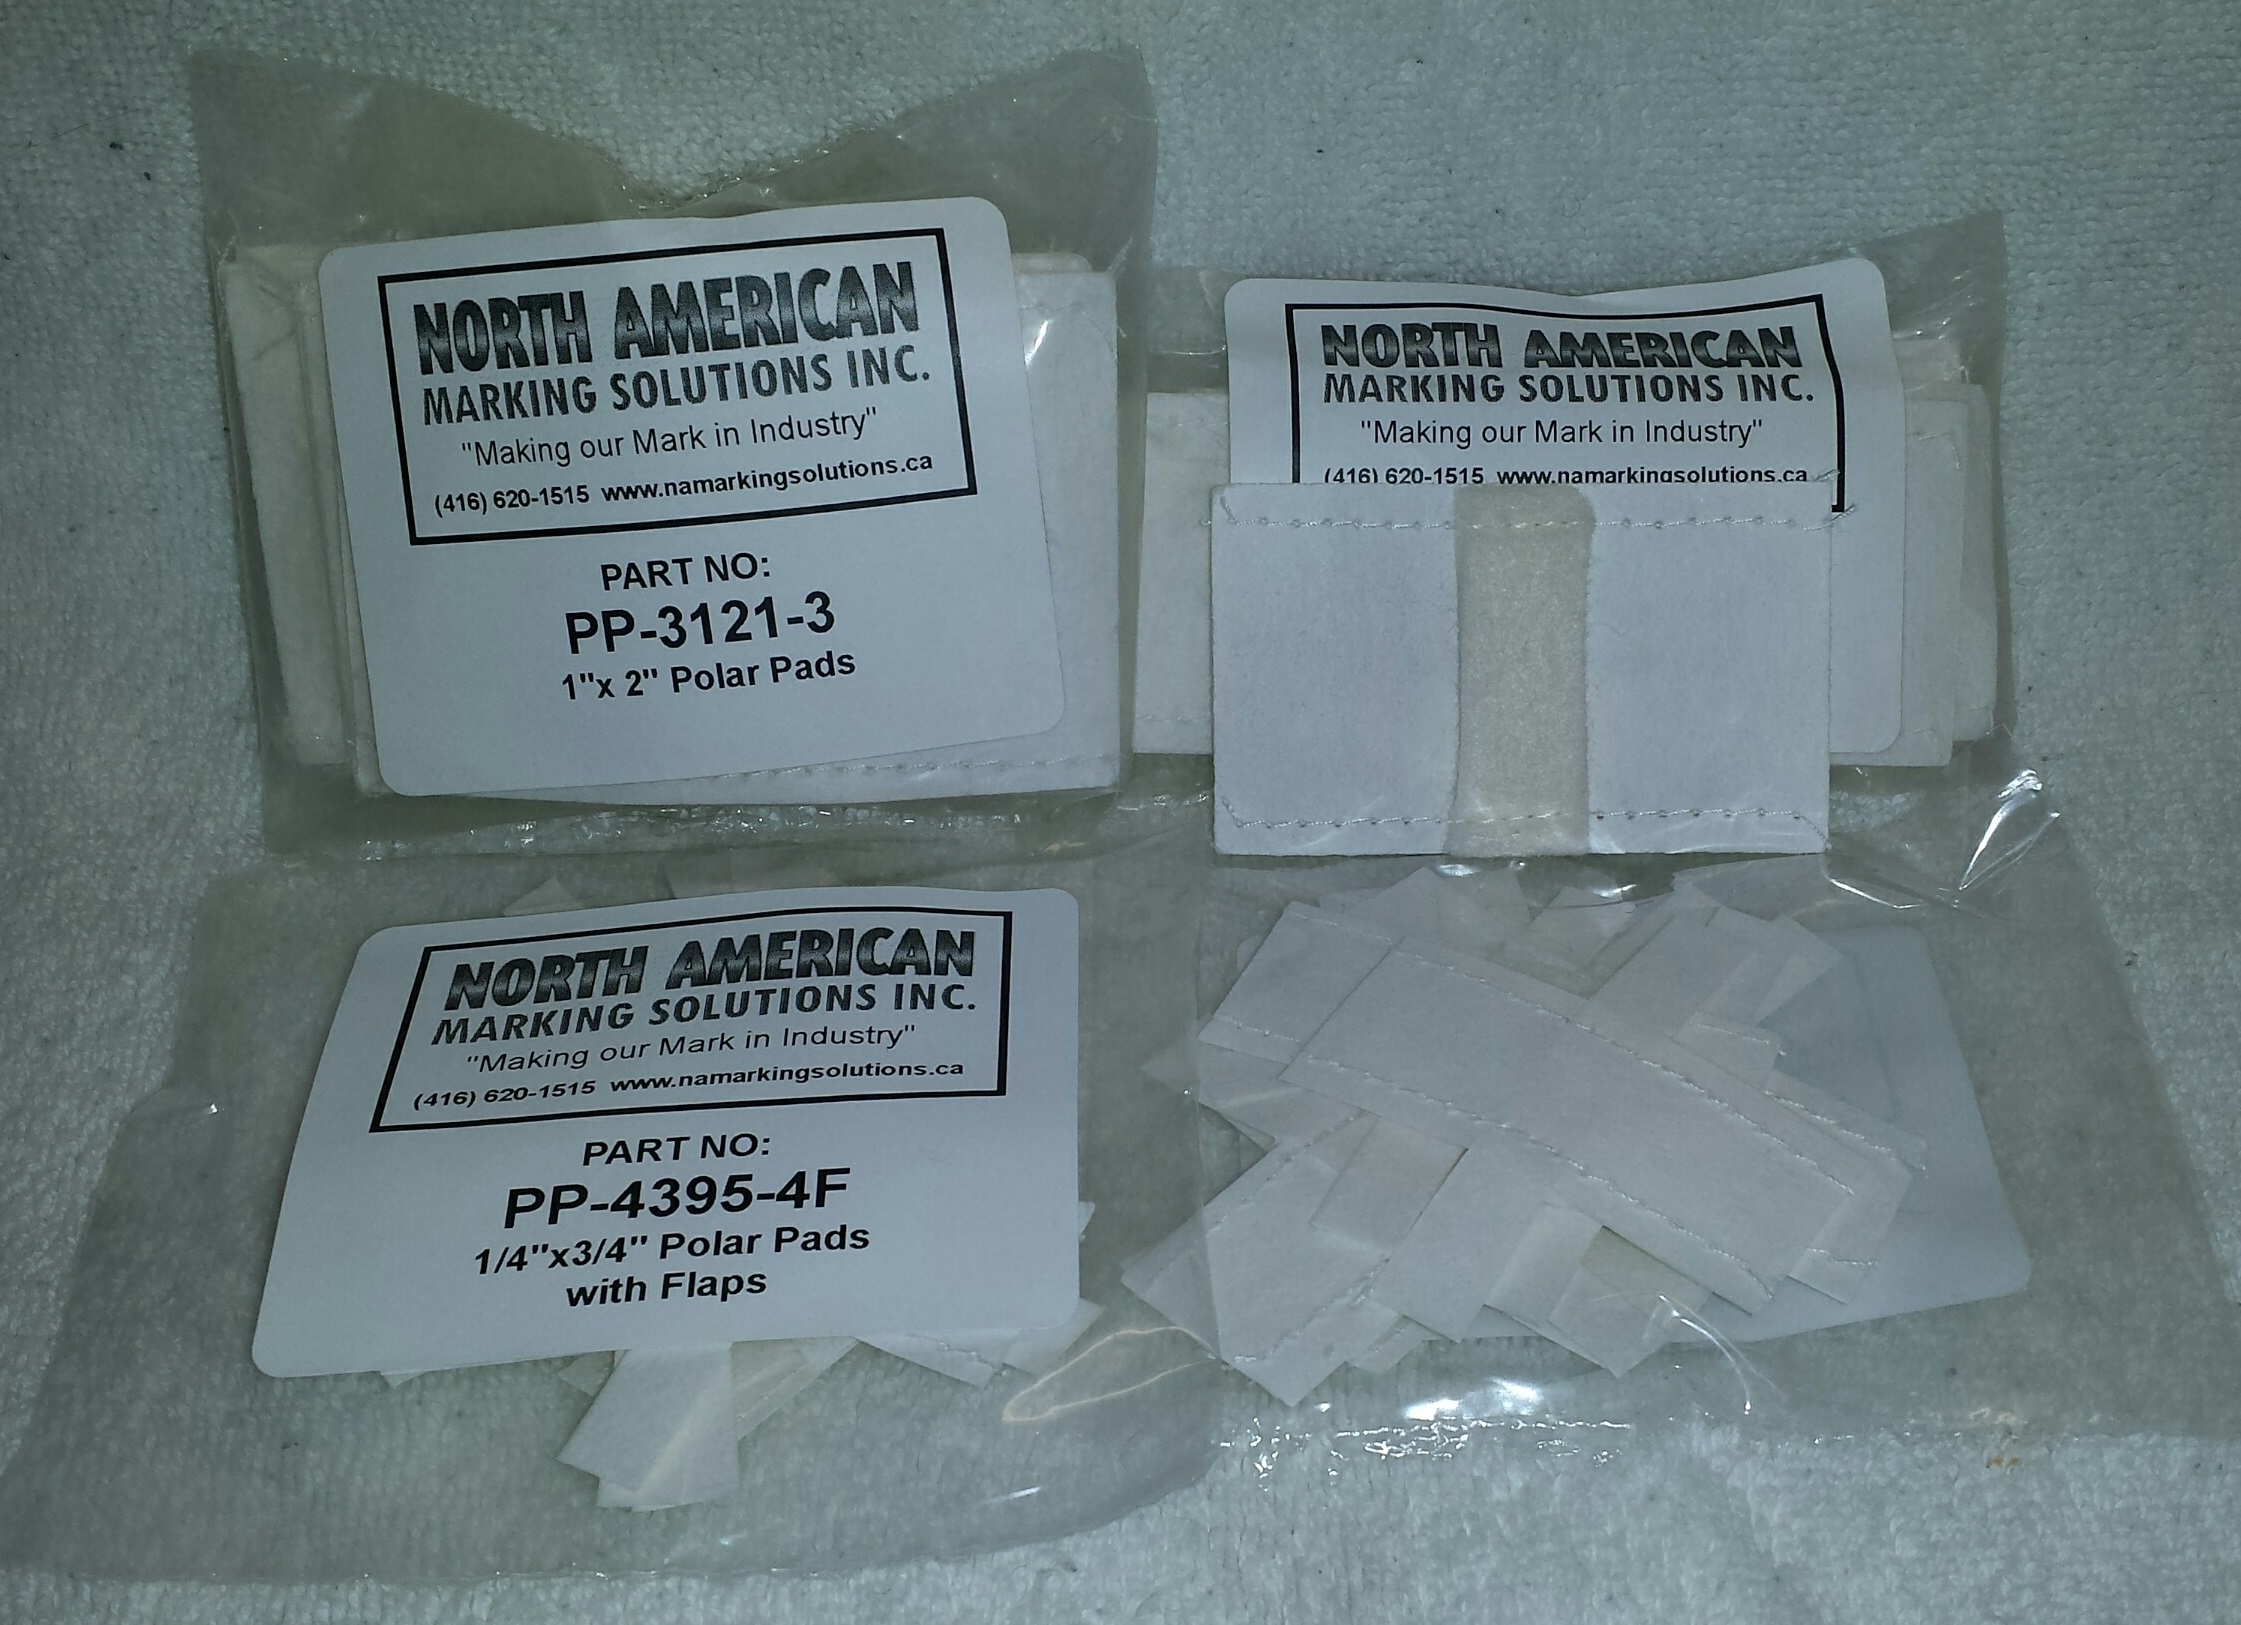 NORTH AMERICAN
MARKING SOLUTIONS INC.
"Making our Mark in Industry"
(416) 620-1515 www.namarkingsolutions.ca
PART NO:
PP-3121-3
1"x 2" Polar Pads
NORTH AMERICAN
MARKING SOLUTIONS INC.
"Making our Mark in Industry"
(416) 620-1515 www.namarkingsolutions.ca
NORTH AMERICAN
MARKING SOLUTIONS INC.
"Making our Mark in Industry"
(416) 620-1515 www.namarkingsolutions.ca
PART NO:
PP-4395-4F
1/4"x3/4" Polar Pads
with Flaps